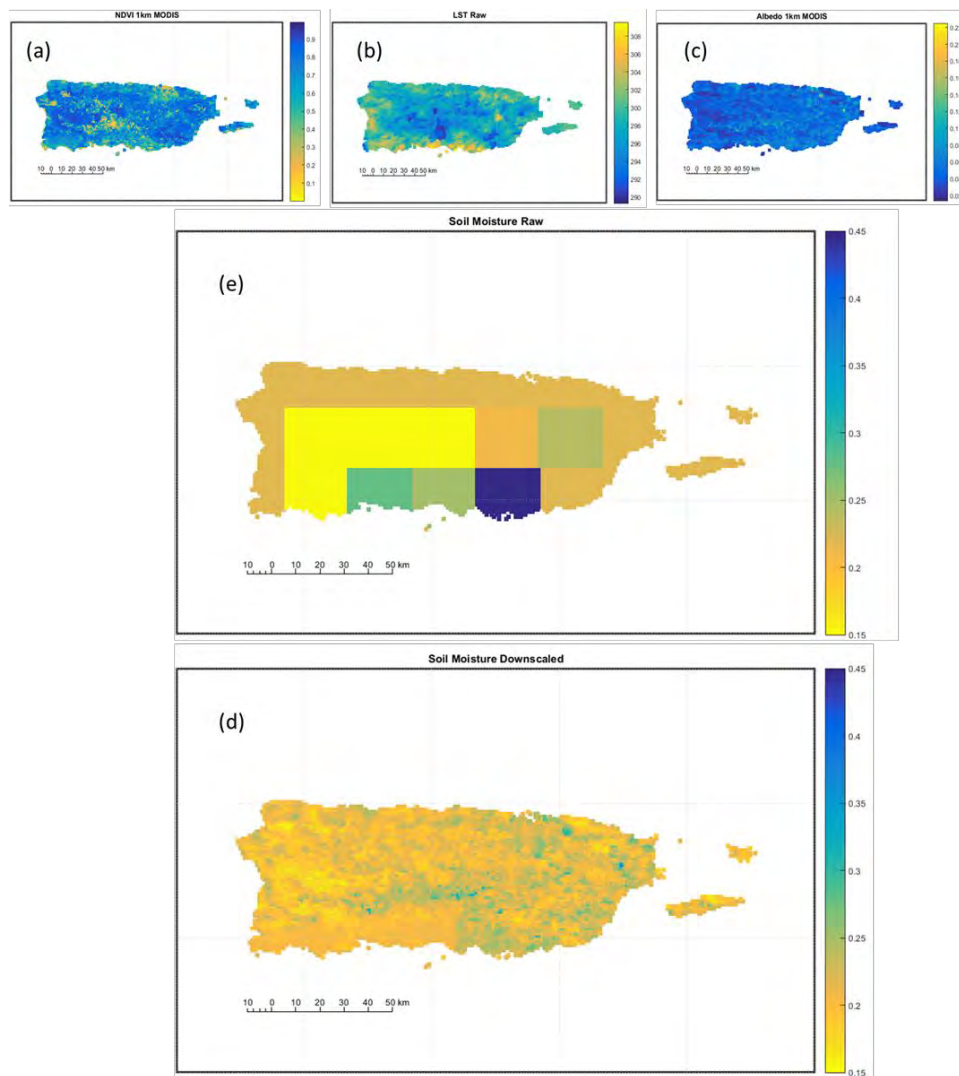 NDVI 1km MODIS
(a)
0.9
0.8
0.7
0.6
0.5
0.4
0.3
0.2
0.1
10 0 10 20 30 40 50 km
LST Raw
(b)
308
306
304
302
300
298
296
294
292
290
10 0 10 20 30 40 50 km
Albedo 1km MODIS
(c)
10 0 10 20 30 40 50 km
Soil Moisture Raw
(e)
0.45
0.4
0.35
0.3
0.25
0.2
0.15
10 0 10 20 30 40 50 km
Soil Moisture Downscaled
(d)
0.45
0.4
0.35
0.3
0.25
0.2
0.15
10 0 10 20 30 40 50 km